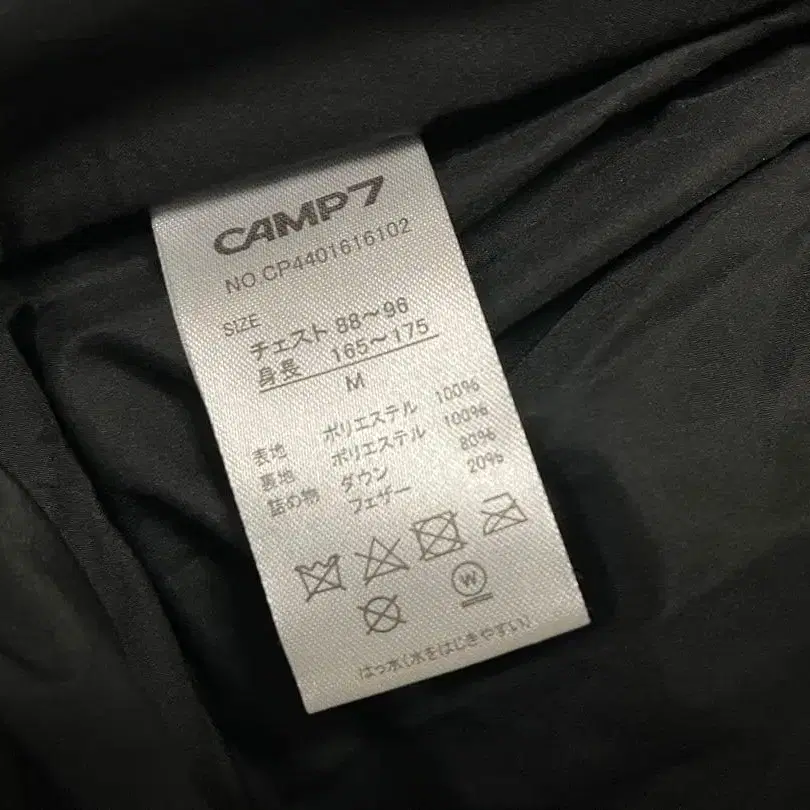 CAMP7
NO.CP4401616102
SIZE
チェスト 88〜96
身長 165〜175
M
表地 ポリエステル 100%
裏地 ポリエステル 100%
詰め物 ダウン 80%
フェザー 20%
W
はっ水(水をはじきやすい)